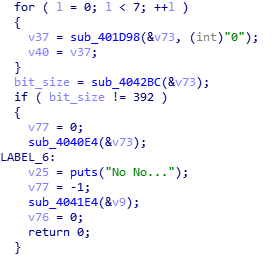 for ( l = 0; l < 7; ++l )
{
v37 = sub_401D98(&v73, (int)"0");
v40 = v37;
}
bit_size = sub_4042BC(&v73);
if ( bit_size != 392 )
{
v77 = 0;
sub_4040E4(&v73);
LABEL_6:
v25 = puts("No No...");
v77 = -1;
sub_4041E4(&v9);
v76 = 0;
return 0;
}